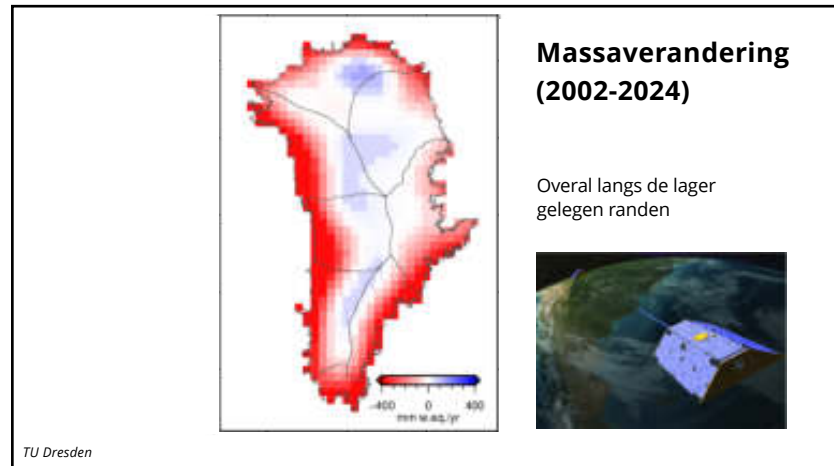 Massaverandering
(2002-2024)
Overal langs de lager
gelegen randen
-400 0 400
mm w.eq./yr
TU Dresden